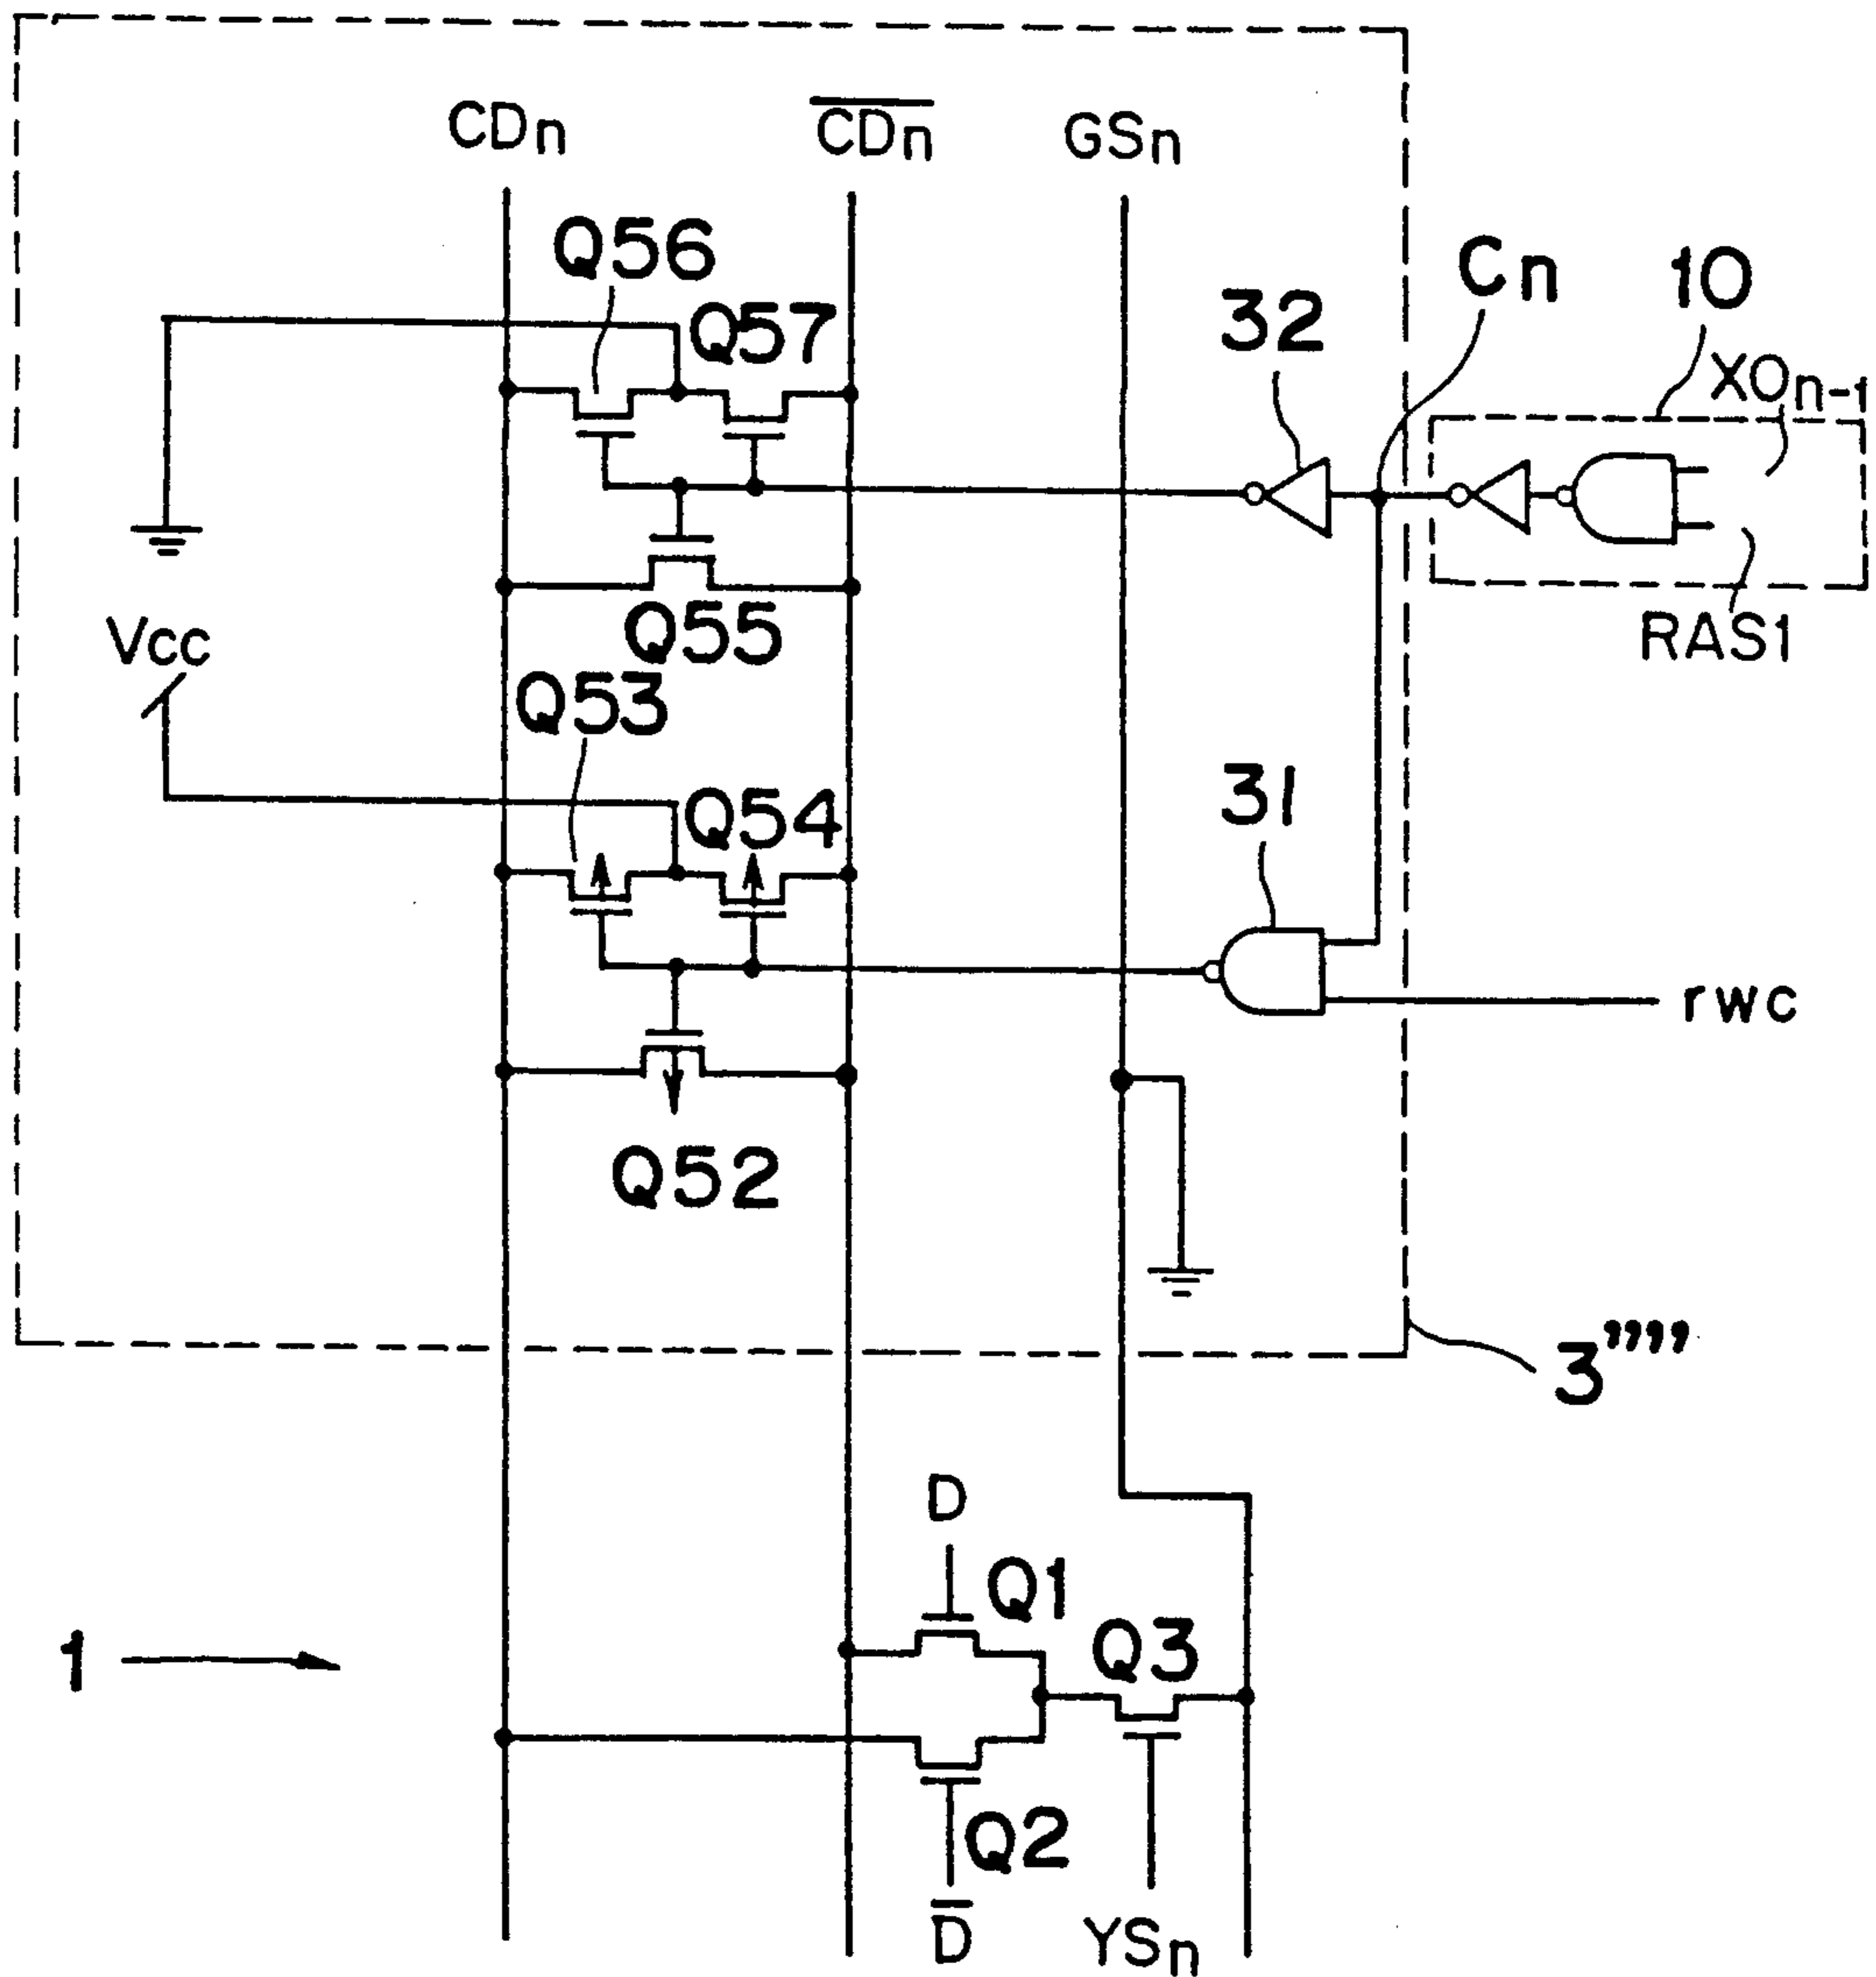 CDn
C̅D̅n̅
GSn
Q56
Q57
32
Cn
10
XOn-1
Q55
RAS1
Vcc
Q53
Q54
31
rwc
Q52
3””
D
Q1
Q3
1
Q2
D̅
YSn